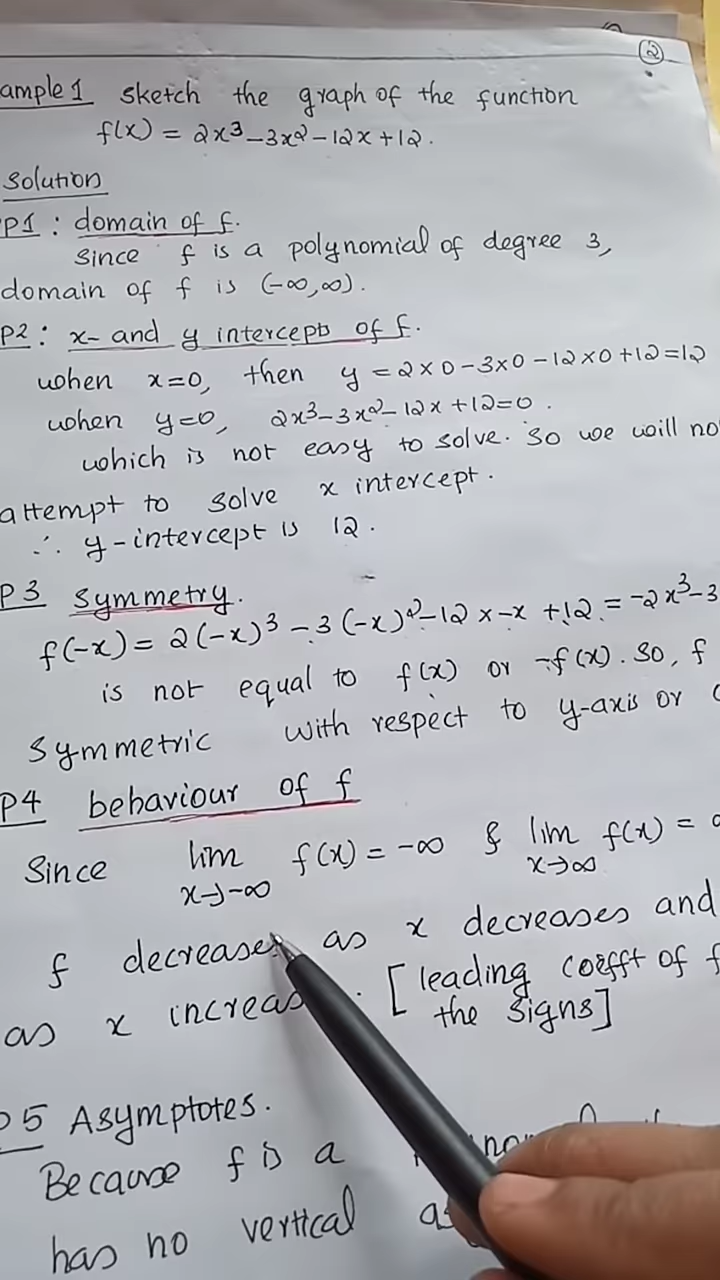 2
ample 1 sketch the graph of the function
f(x) = 2x³-3x²-12x+12.
Solution
P1 : domain of f.
Since f is a polynomial of degree 3,
domain of f is (-∞,∞).
P2 : x- and y intercepts of f.
when x=0, then y = 2×0-3×0-12×0+12=12
when y=0, 2x³-3x²-12x+12=0.
which is not easy to solve. So we will no
attempt to solve x intercept.
∴ y-intercept is 12.
P3 Symmetry.
f(-x) = 2(-x)³-3(-x)²-12×-x+12 = -2x³-3
is not equal to f(x) or -f(x). So, f
Symmetric with respect to y-axis or
P4 behaviour of f
Since lim f(x) = -∞ & lim f(x) =
x→-∞ x→∞
f decreases as x decreases and
as x increas . [leading coefft of f
the signs]
5 Asymptotes.
Because f is a
has no vertical